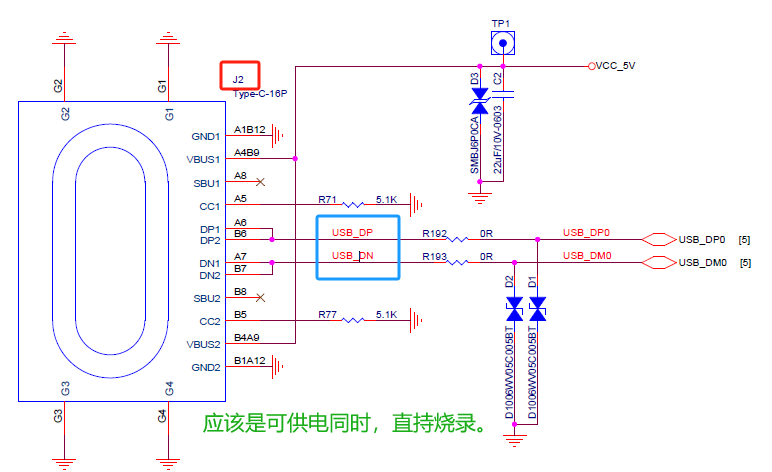 TP1
VCC_5V
J2
Type-C-16P
G2
G1
G2
G1
D3
SMBJ6P0CA
C2
22uF/10V-0603
GND1
A1B12
VBUS1
A4B9
SBU1
A8
CC1
A5
R71
5.1K
DP1
A6
DP2
B6
USB_DP
R192
0R
USB_DP0
USB_DP0
[5]
DN1
A7
USB_DN
R193
0R
USB_DM0
USB_DM0
[5]
DN2
B7
SBU2
B8
D2
D1006WV05C005BT
D1
D1006WV05C005BT
CC2
B5
R77
5.1K
VBUS2
B4A9
GND2
B1A12
G3
G4
G3
G4
应该是可供电同时，直持烧录。